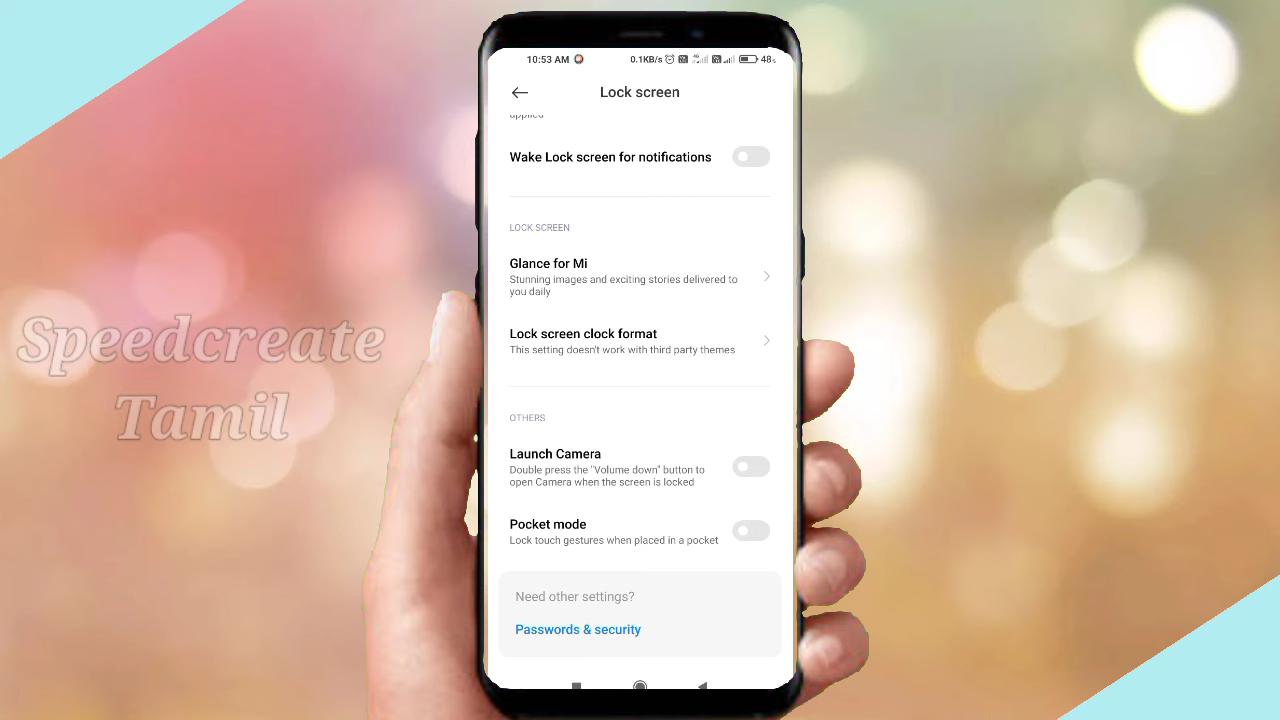 10:53 AM
0.1KB/s
48%
Lock screen
applied
Wake Lock screen for notifications
LOCK SCREEN
Glance for Mi
Stunning images and exciting stories delivered to
you daily
Lock screen clock format
This setting doesn't work with third party themes
OTHERS
Launch Camera
Double press the "Volume down" button to
open Camera when the screen is locked
Pocket mode
Lock touch gestures when placed in a pocket
Need other settings?
Passwords & security
Speedcreate
Tamil